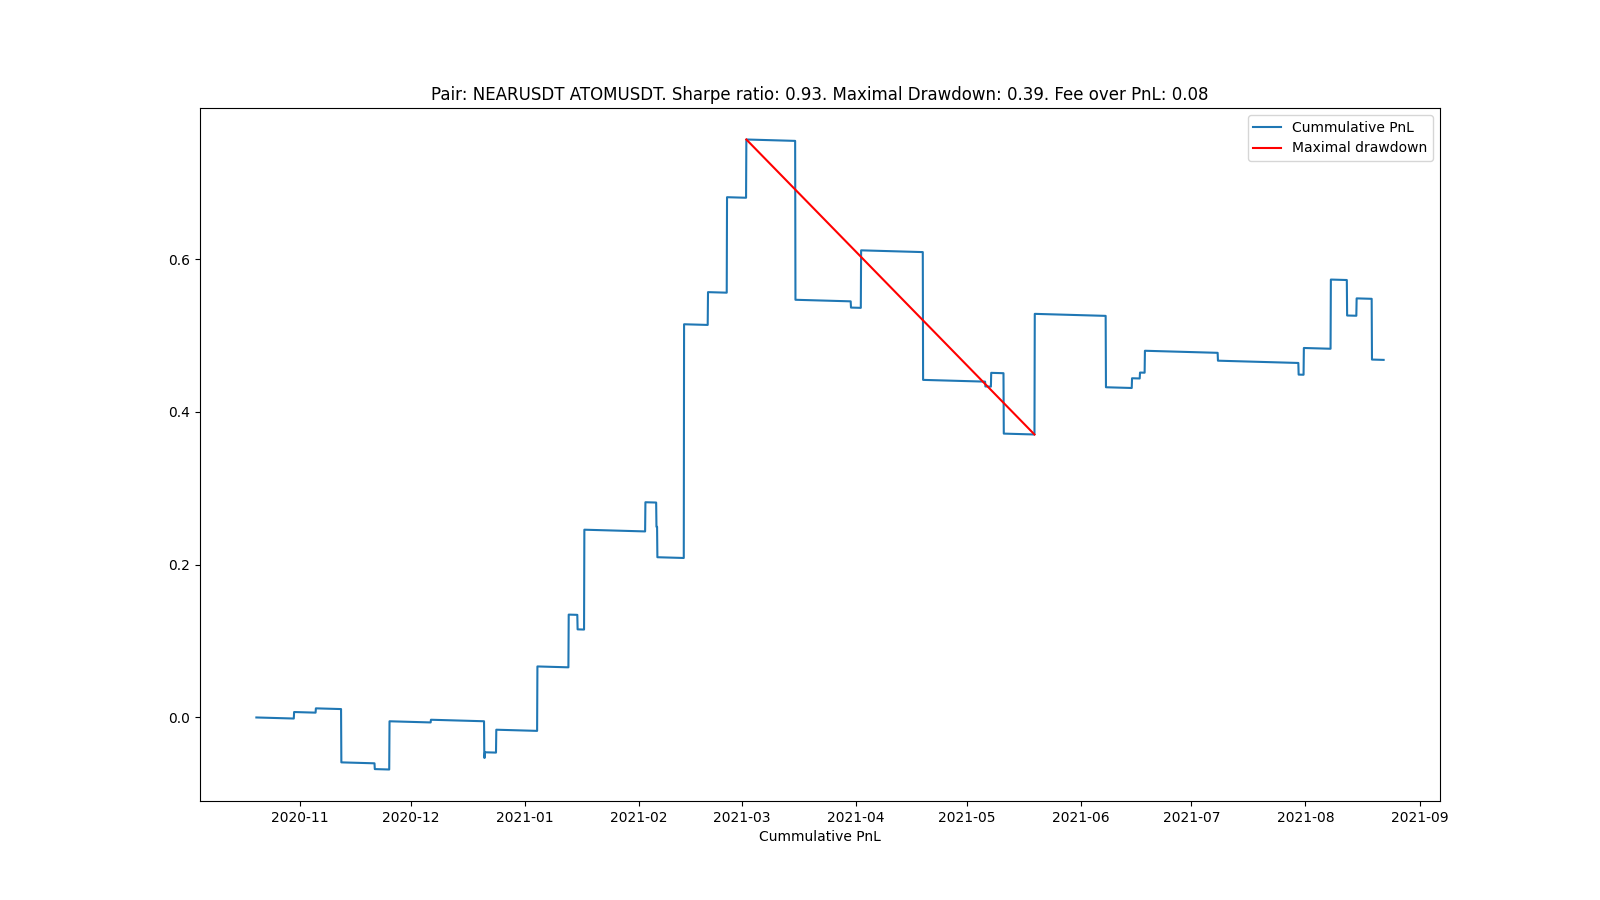 Pair: NEARUSDT ATOMUSDT. Sharpe ratio: 0.93. Maximal Drawdown: 0.39. Fee over PnL: 0.08
Cummulative PnL
Maximal drawdown
0.6
0.4
0.2
0.0
2020-11 2020-12 2021-01 2021-02 2021-03 2021-04 2021-05 2021-06 2021-07 2021-08 2021-09
Cummulative PnL